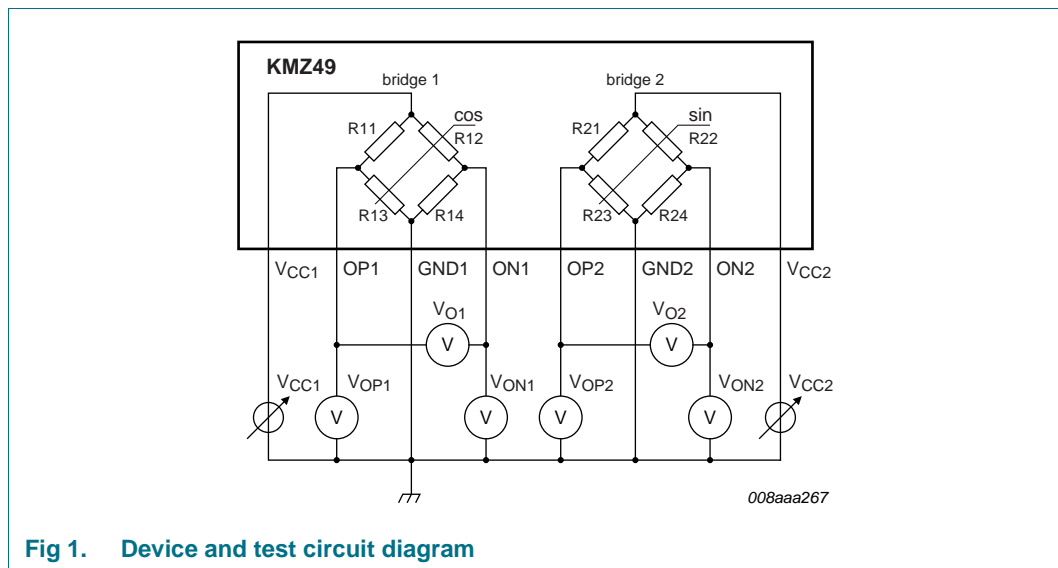 KMZ49
bridge 1
bridge 2
cos
sin
R11
R12
R21
R22
R13
R14
R23
R24
VCC1
OP1
GND1
ON1
OP2
GND2
ON2
VCC2
VO1
VO2
V
V
VCC1
VOP1
VON1
VOP2
VON2
VCC2
V
V
V
V
008aaa267
Fig 1. Device and test circuit diagram